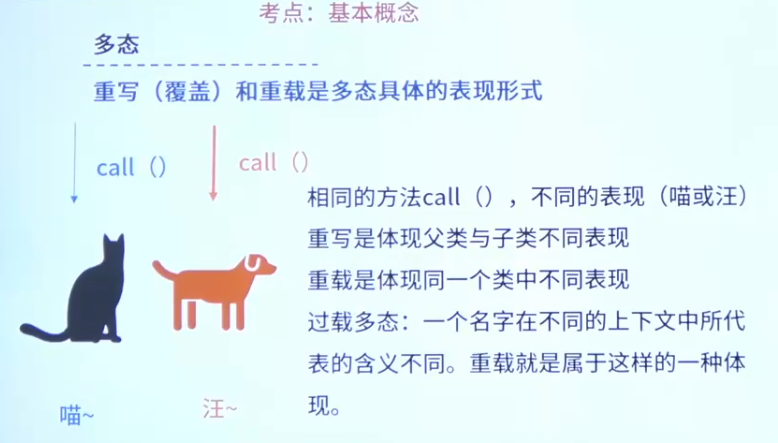 考点：基本概念
多态
重写（覆盖）和重载是多态具体的表现形式
call（）
call（）
相同的方法call（），不同的表现（喵或汪）
重写是体现父类与子类不同表现
重载是体现同一个类中不同表现
过载多态：一个名字在不同的上下文中所代
表的含义不同。重载就是属于这样的一种体
现。
喵~
汪~